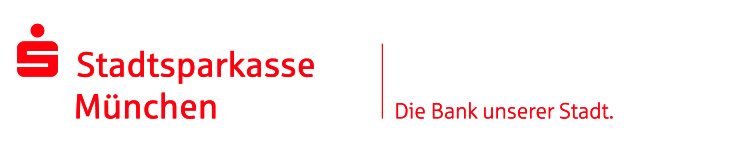 Stadtsparkasse
München
Die Bank unserer Stadt.